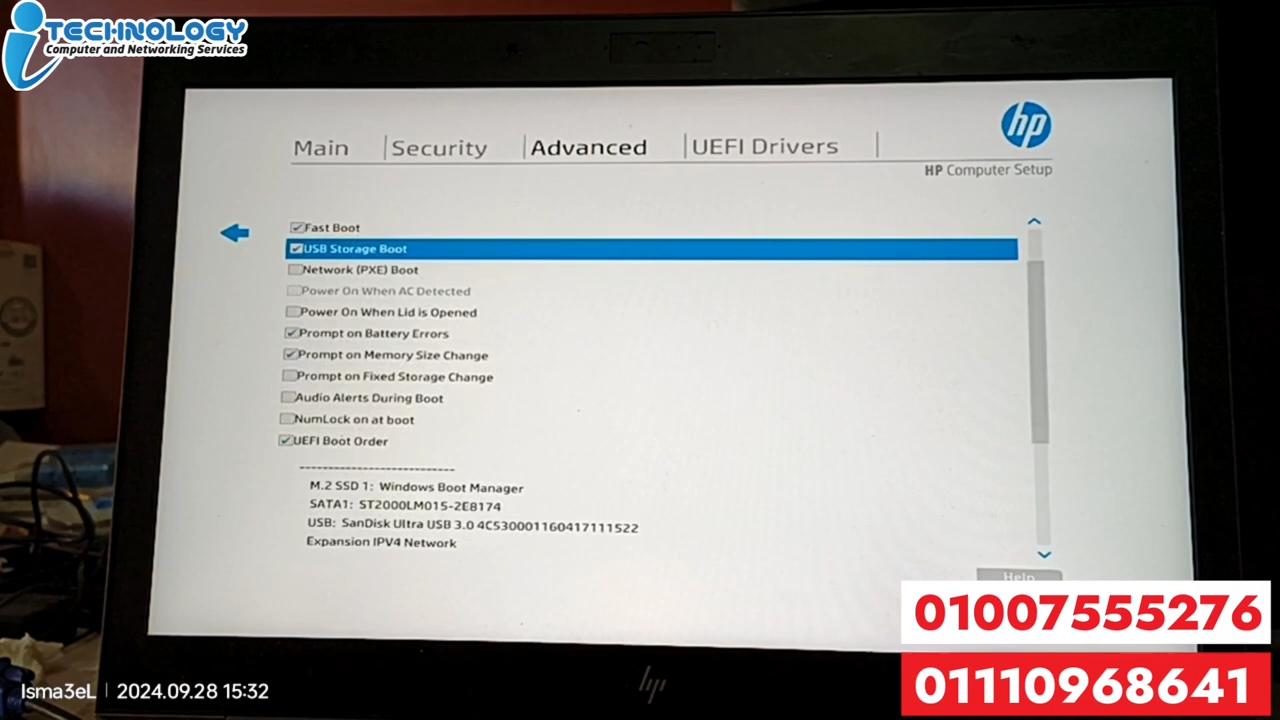 TECHNOLOGY
Computer and Networking Services
hp
Main
Security
Advanced
UEFI Drivers
HP Computer Setup
Fast Boot
USB Storage Boot
Network (PXE) Boot
Power On When AC Detected
Power On When Lid is Opened
Prompt on Battery Errors
Prompt on Memory Size Change
Prompt on Fixed Storage Change
Audio Alerts During Boot
NumLock on at boot
UEFI Boot Order
--------------------------
M.2 SSD 1: Windows Boot Manager
SATA1: ST2000LM015-2E8174
USB: SanDisk Ultra USB 3.0 4C530001160417111522
Expansion IPV4 Network
Help
01007555276
01110968641
hp
Isma3eL | 2024.09.28 15:32